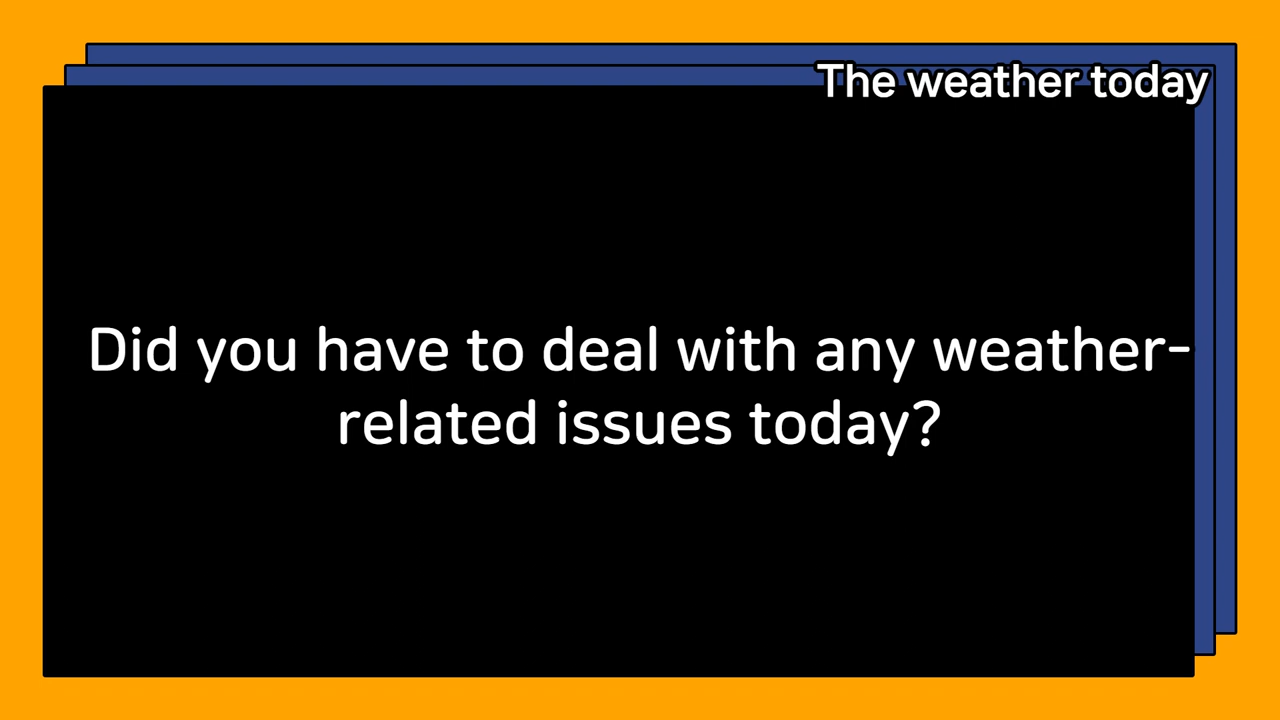 The weather today
Did you have to deal with any weather-
related issues today?